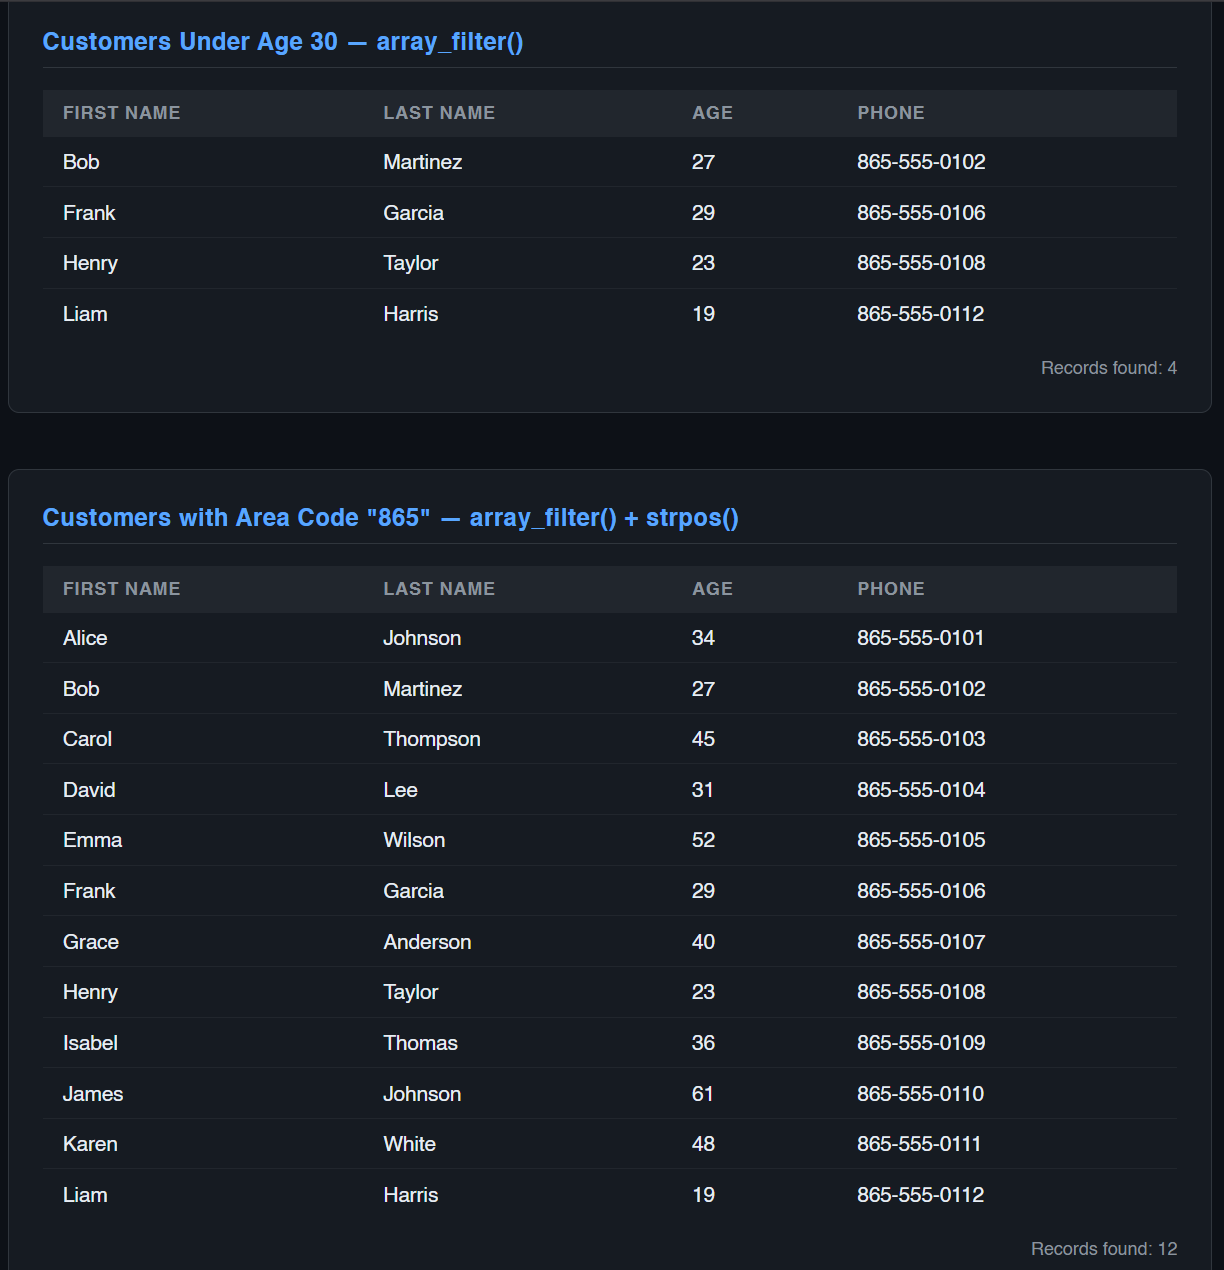 Customers Under Age 30 — array_filter()
FIRST NAME LAST NAME AGE PHONE
Bob Martinez 27 865-555-0102
Frank Garcia 29 865-555-0106
Henry Taylor 23 865-555-0108
Liam Harris 19 865-555-0112
Records found: 4
Customers with Area Code "865" — array_filter() + strpos()
FIRST NAME LAST NAME AGE PHONE
Alice Johnson 34 865-555-0101
Bob Martinez 27 865-555-0102
Carol Thompson 45 865-555-0103
David Lee 31 865-555-0104
Emma Wilson 52 865-555-0105
Frank Garcia 29 865-555-0106
Grace Anderson 40 865-555-0107
Henry Taylor 23 865-555-0108
Isabel Thomas 36 865-555-0109
James Johnson 61 865-555-0110
Karen White 48 865-555-0111
Liam Harris 19 865-555-0112
Records found: 12